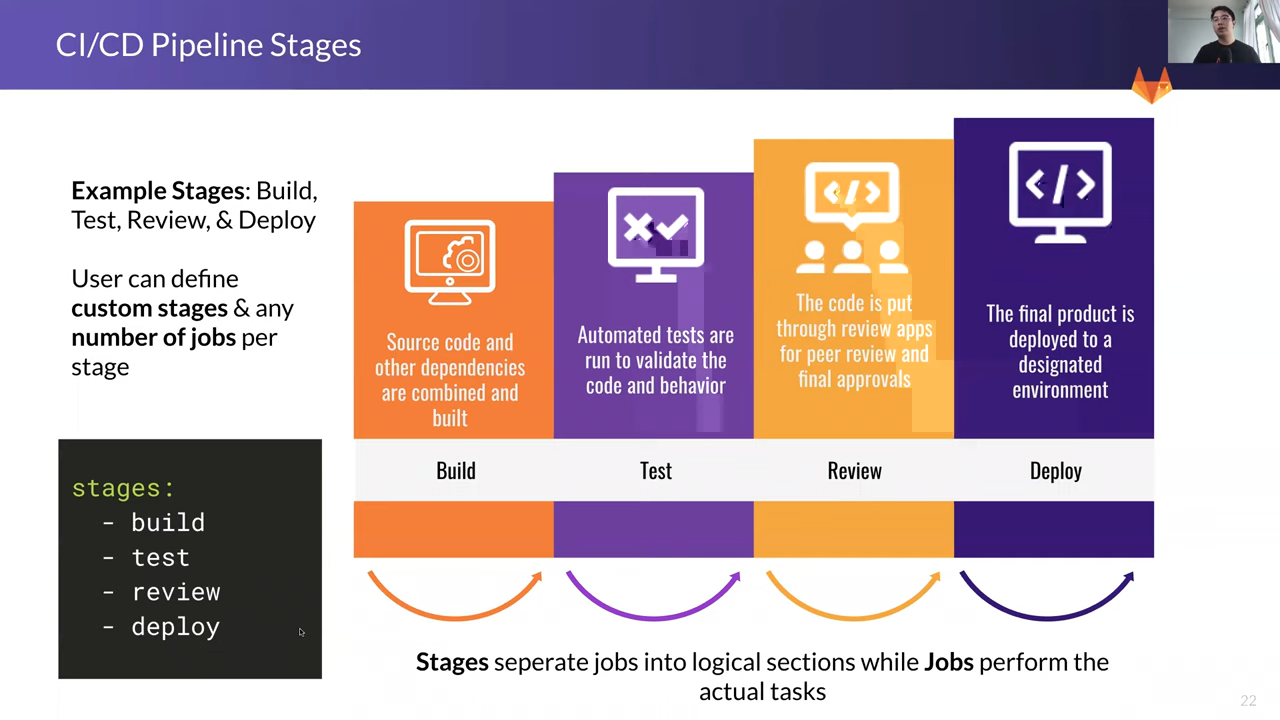 CI/CD Pipeline Stages
Example Stages: Build,
Test, Review, & Deploy
User can define
custom stages & any
number of jobs per
stage
stages:
- build
- test
- review
- deploy
Source code and
other dependencies
are combined and
built
Automated tests are
run to validate the
code and behavior
The code is put
through review apps
for peer review and
final approvals
The final product is
deployed to a
designated
environment
Build
Test
Review
Deploy
Stages seperate jobs into logical sections while Jobs perform the
actual tasks
22